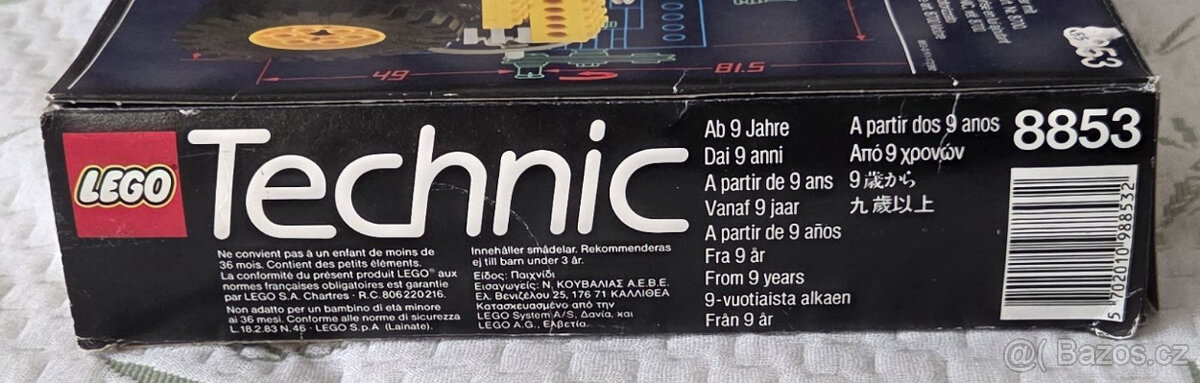 49
81.5
8853
LEGO
Technic
Ne convient pas à un enfant de moins de
36 mois. Contient des petits éléments.
La conformité du présent produit LEGO® aux
normes françaises obligatoires est garantie
par LEGO S.A. Chartres - R.C. 806220216.
Non adatto per un bambino di età minore
ai 36 mesi. Conforme alle norme di sicurezza
L.18.2.83 N.46 - LEGO S.p.A (Lainate).
Innehåller smådelar. Rekommenderas
ej till barn under 3 år.
Είδος: Παιχνίδι
Εισαγωγείς: Ν. ΚΟΥΒΑΛΙΑΣ Α.Ε.Β.Ε.
Ελ. Βενιζέλου 25, 176 71 ΚΑΛΛΙΘΕΑ
Κατασκευασμένο από την
LEGO System A/S, Δανία, και
LEGO A.G., Ελβετία.
Ab 9 Jahre
Dai 9 anni
A partir de 9 ans
Vanaf 9 jaar
A partir de 9 años
Fra 9 år
From 9 years
9-vuotiaista alkaen
Från 9 år
A partir dos 9 anos
Από 9 χρονών
9歳から
九歲以上
8853
5 702010 988532
@( Bazos.cz